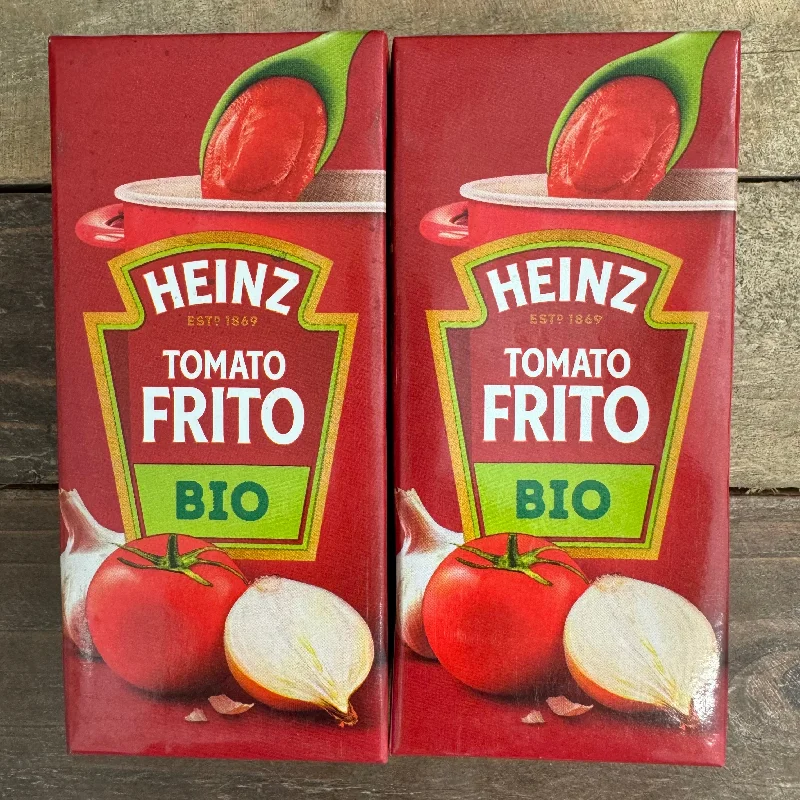 HEINZ
ESTD 1869
TOMATO
FRITO
BIO
HEINZ
ESTD 1869
TOMATO
FRITO
BIO